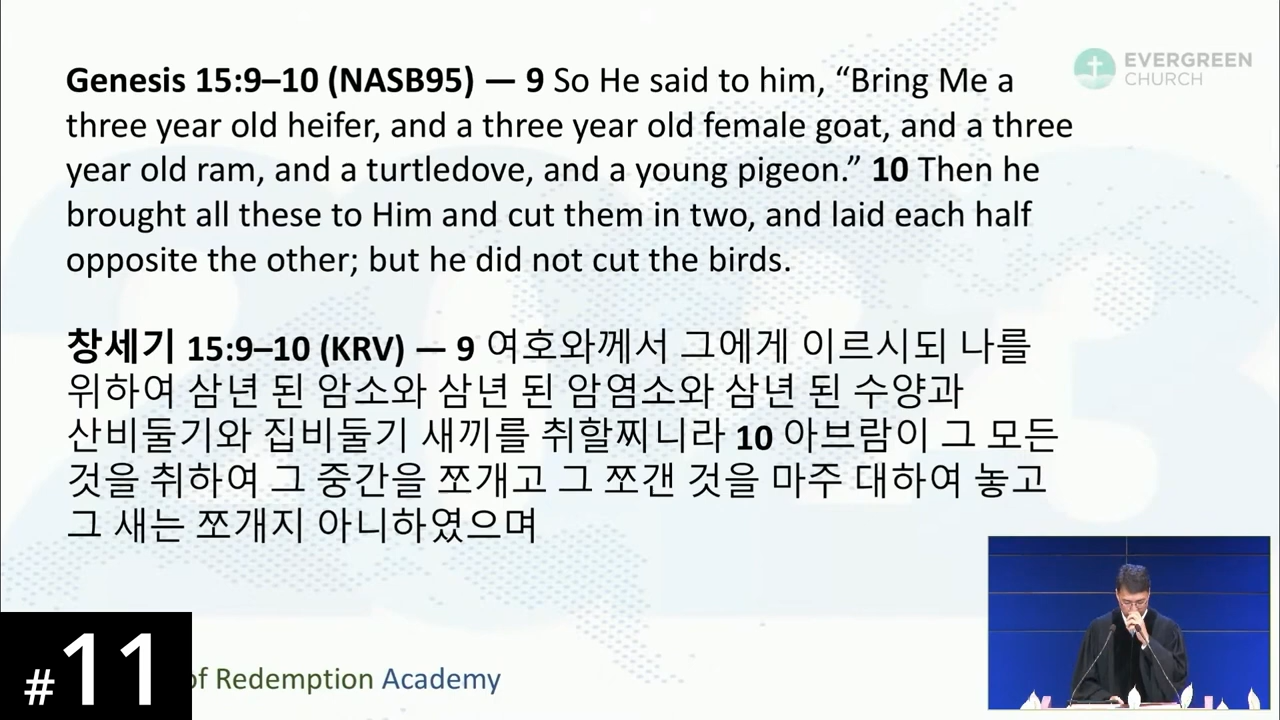 Genesis 15:9–10 (NASB95) — 9 So He said to him, “Bring Me a
three year old heifer, and a three year old female goat, and a three
year old ram, and a turtledove, and a young pigeon.” 10 Then he
brought all these to Him and cut them in two, and laid each half
opposite the other; but he did not cut the birds.
EVERGREEN
CHURCH
창세기 15:9–10 (KRV) — 9 여호와께서 그에게 이르시되 나를
위하여 삼년 된 암소와 삼년 된 암염소와 삼년 된 수양과
산비둘기와 집비둘기 새끼를 취할찌니라 10 아브람이 그 모든
것을 취하여 그 중간을 쪼개고 그 쪼갠 것을 마주 대하여 놓고
그 새는 쪼개지 아니하였으며
#11
of Redemption Academy